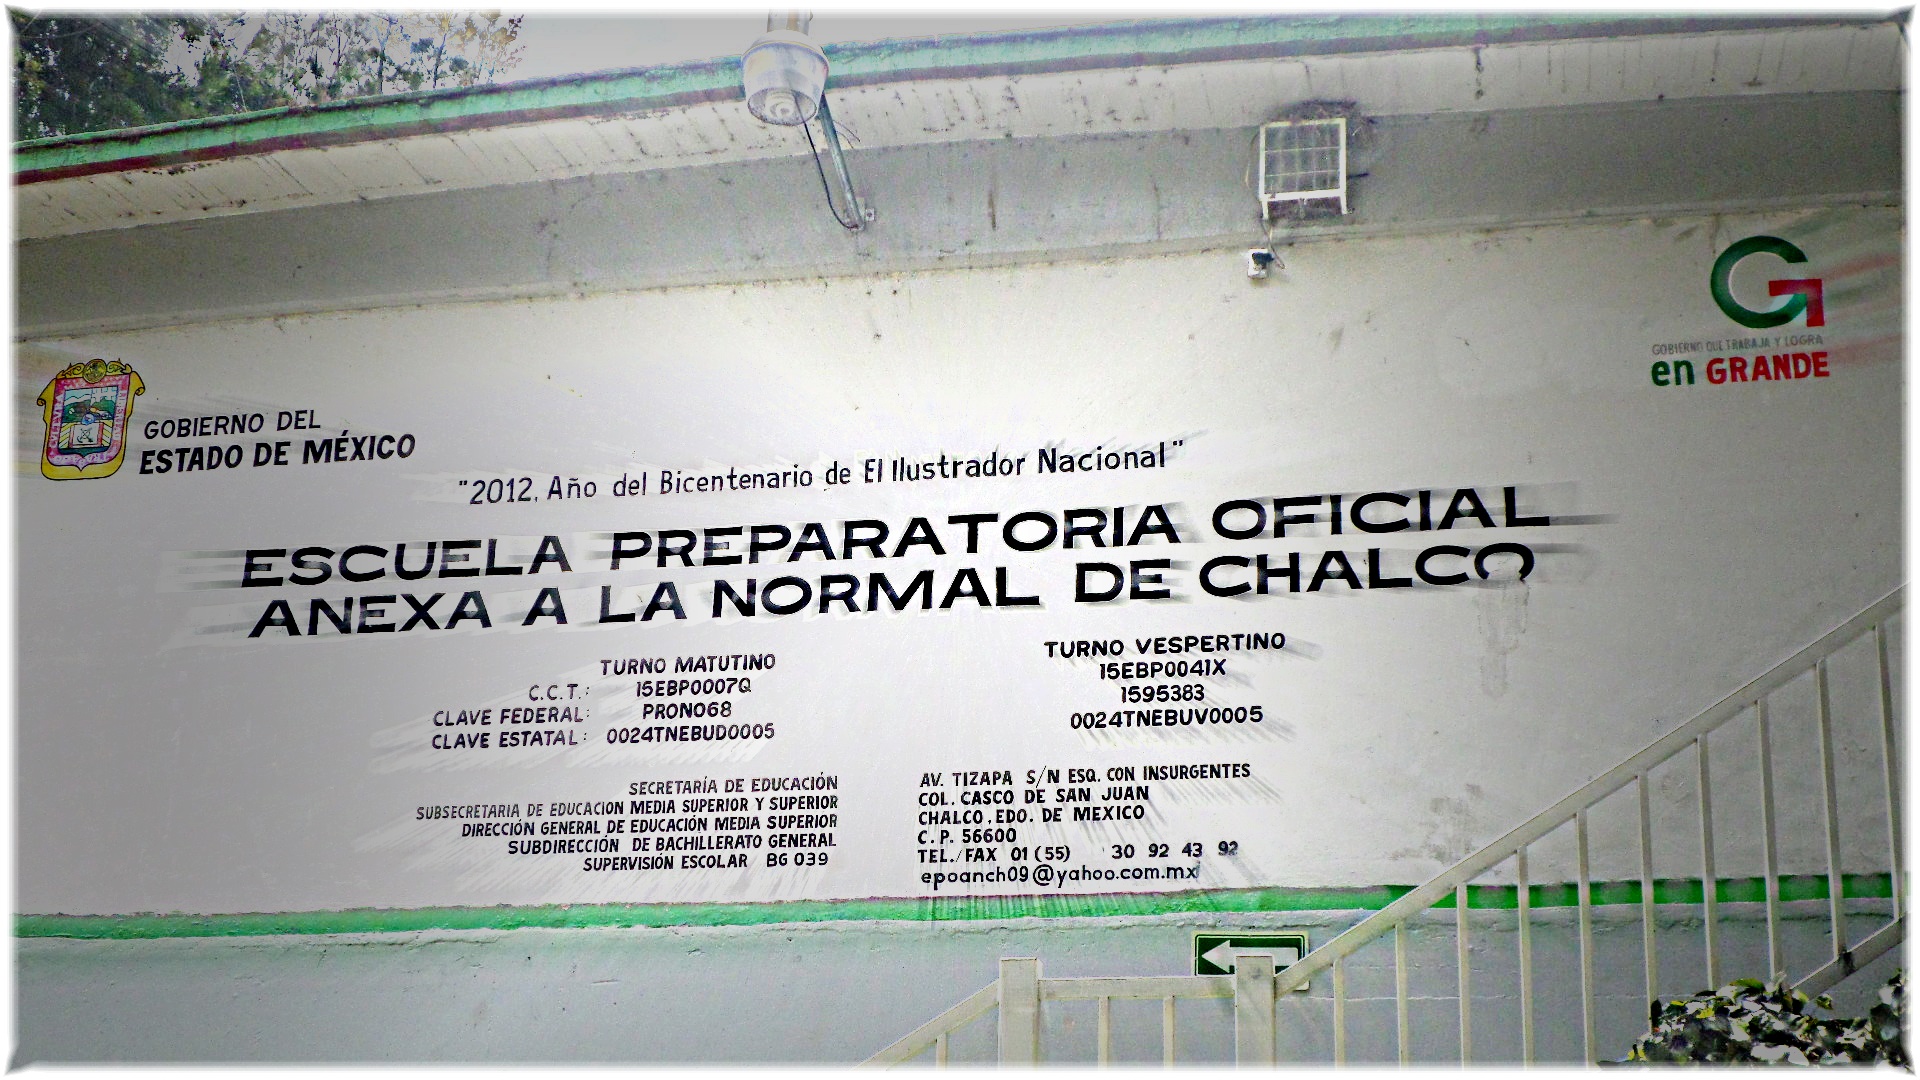 GOBIERNO DEL
ESTADO DE MÉXICO
GOBIERNO QUE TRABAJA Y LOGRA
en GRANDE
"2012. Año del Bicentenario de El Ilustrador Nacional"
ESCUELA PREPARATORIA OFICIAL
ANEXA A LA NORMAL DE CHALCO
TURNO MATUTINO
C.C.T.: 15EBP0007Q
CLAVE FEDERAL: PRONO68
CLAVE ESTATAL: 0024TNEBUD0005
TURNO VESPERTINO
15EBP0041X
1595383
0024TNEBUV0005
SECRETARÍA DE EDUCACIÓN
SUBSECRETARIA DE EDUCACION MEDIA SUPERIOR Y SUPERIOR
DIRECCIÓN GENERAL DE EDUCACIÓN MEDIA SUPERIOR
SUBDIRECCIÓN DE BACHILLERATO GENERAL
SUPERVISIÓN ESCOLAR BG 039
AV. TIZAPA S/N ESQ. CON INSURGENTES
COL. CASCO DE SAN JUAN
CHALCO, EDO. DE MEXICO
C.P. 56600
TEL./FAX 01 (55) 30 92 43 92
epoanch09@yahoo.com.mx